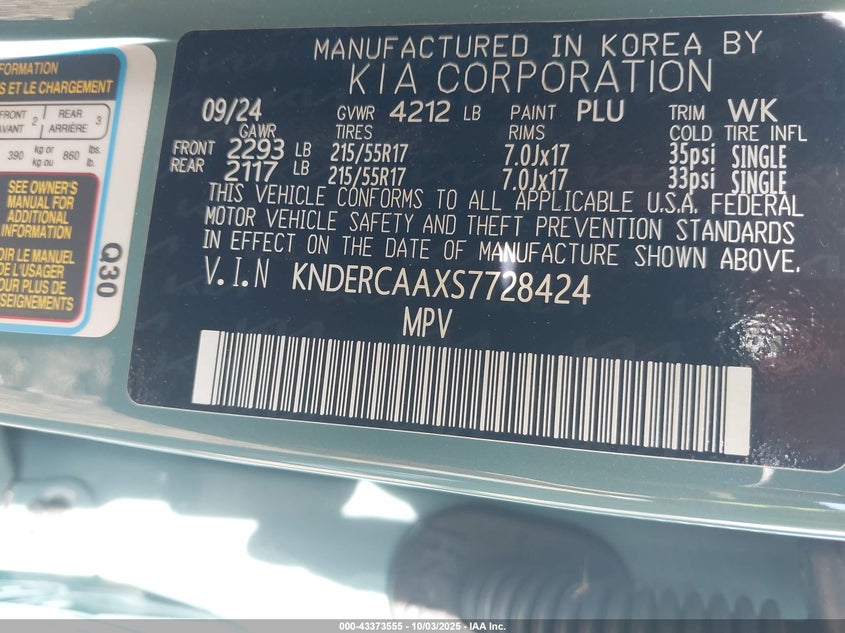 FORMATION
S ET LE CHARGEMENT
FRONT
AVANT 2
REAR
ARRIÈRE 3
390 kg or ou 860 lbs. lb.
SEE OWNER'S
MANUAL FOR
ADDITIONAL
INFORMATION
OIR LE MANUEL
DE L'USAGER
POUR PLUS DE
Q30
MANUFACTURED IN KOREA BY
KIA CORPORATION
09/24 GVWR 4212 LB PAINT PLU TRIM WK
GAWR TIRES RIMS COLD TIRE INFL
FRONT 2293 LB 215/55R17 7.0Jx17 35psi SINGLE
REAR 2117 LB 215/55R17 7.0Jx17 33psi SINGLE
THIS VEHICLE CONFORMS TO ALL APPLICABLE U.S.A. FEDERAL
MOTOR VEHICLE SAFETY AND THEFT PREVENTION STANDARDS
IN EFFECT ON THE DATE OF MANUFACTURE SHOWN ABOVE.
V.I.N KNDERCAAXS7728424
MPV
000-43373555 - 10/03/2025 - IAA Inc.